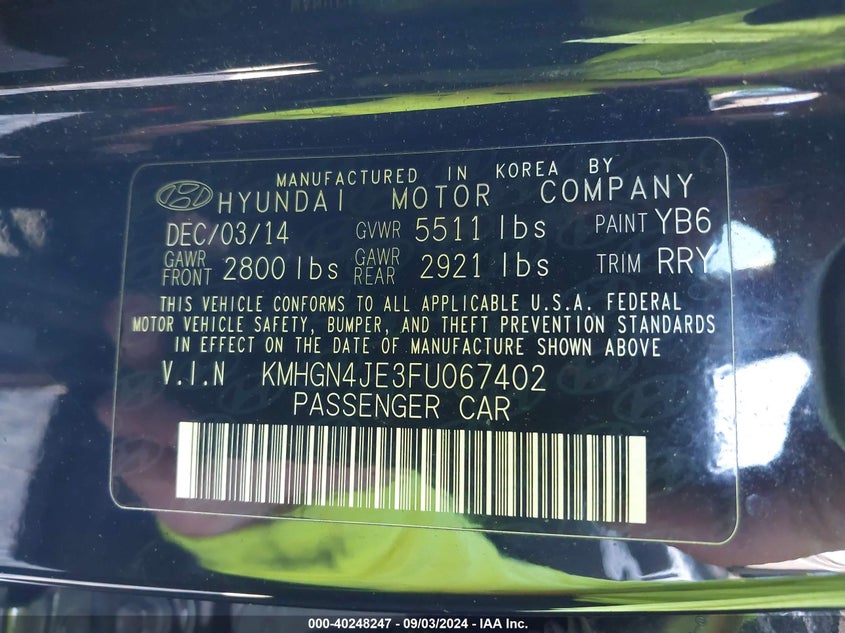 MANUFACTURED IN KOREA BY
HYUNDAI MOTOR COMPANY
DEC/03/14 GVWR 5511 lbs PAINT YB6
GAWR FRONT 2800 lbs GAWR REAR 2921 lbs TRIM RRY
THIS VEHICLE CONFORMS TO ALL APPLICABLE U.S.A. FEDERAL
MOTOR VEHICLE SAFETY, BUMPER, AND THEFT PREVENTION STANDARDS
IN EFFECT ON THE DATE OF MANUFACTURE SHOWN ABOVE
V.I.N KMHGN4JE3FU067402
PASSENGER CAR
000-40248247 - 09/03/2024 - IAA Inc.